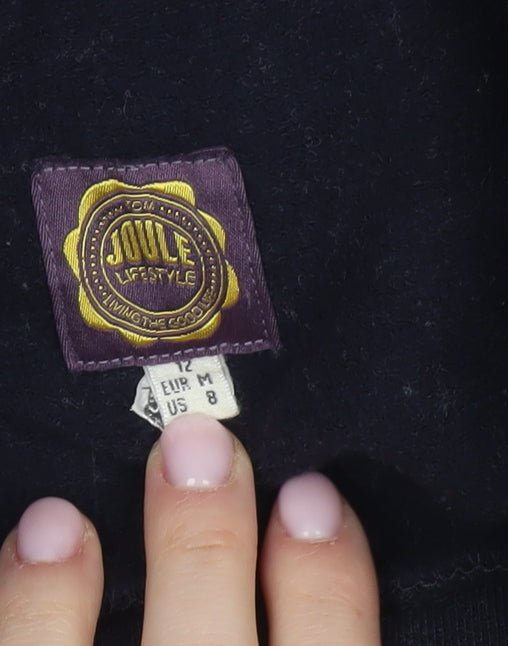 TOM
JOULE
LIFESTYLE
LIVING THE GOOD LIFE
12
EUR M
US 8